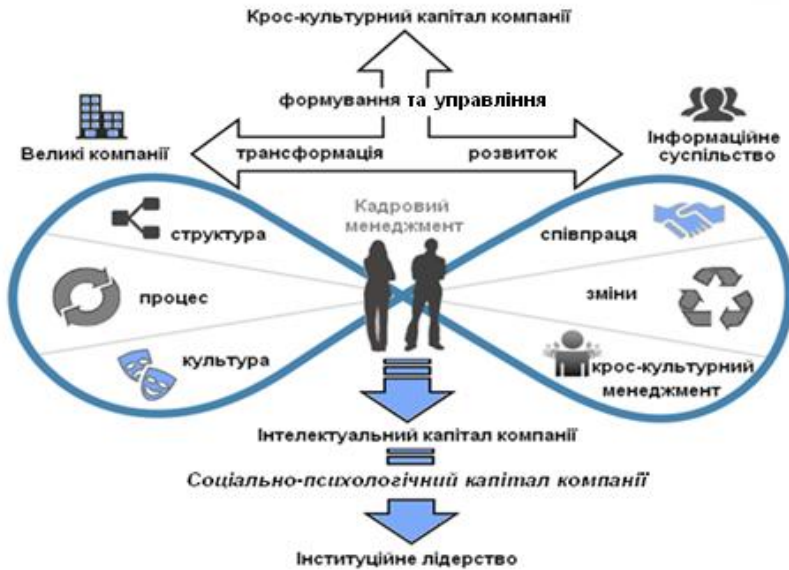 Крос-культурний капітал компанії
формування та управління
Великі компанії
трансформація
розвиток
Інформаційне
суспільство
Кадровий
менеджмент
структура
процес
культура
співпраця
зміни
крос-культурний
менеджмент
Інтелектуальний капітал компанії
Соціально-психологічний капітал компанії
Інституційне лідерство